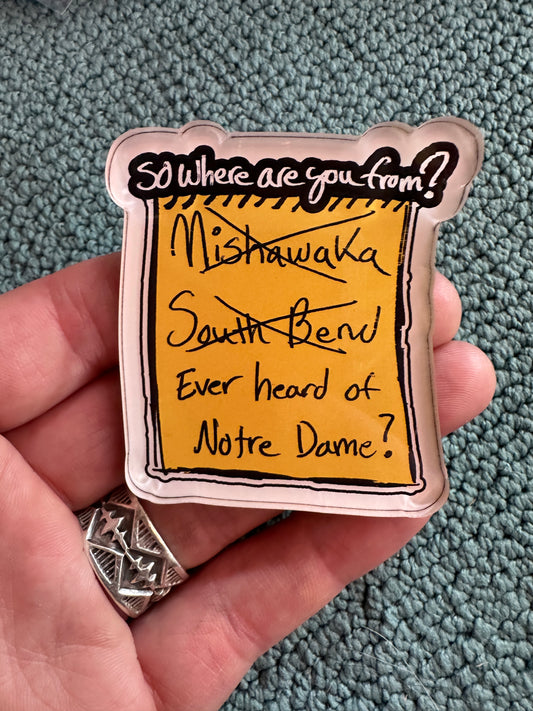 So where are you from?
Mishawaka
South Bend
Ever heard of
Notre Dame?